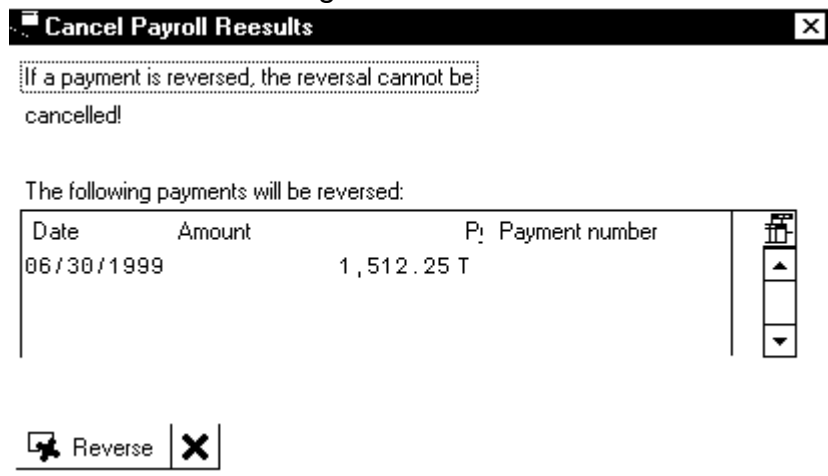 Cancel Payroll Reesults
If a payment is reversed, the reversal cannot be
cancelled!
The following payments will be reversed:
Date Amount Py Payment number
06/30/1999 1,512.25 T
Reverse